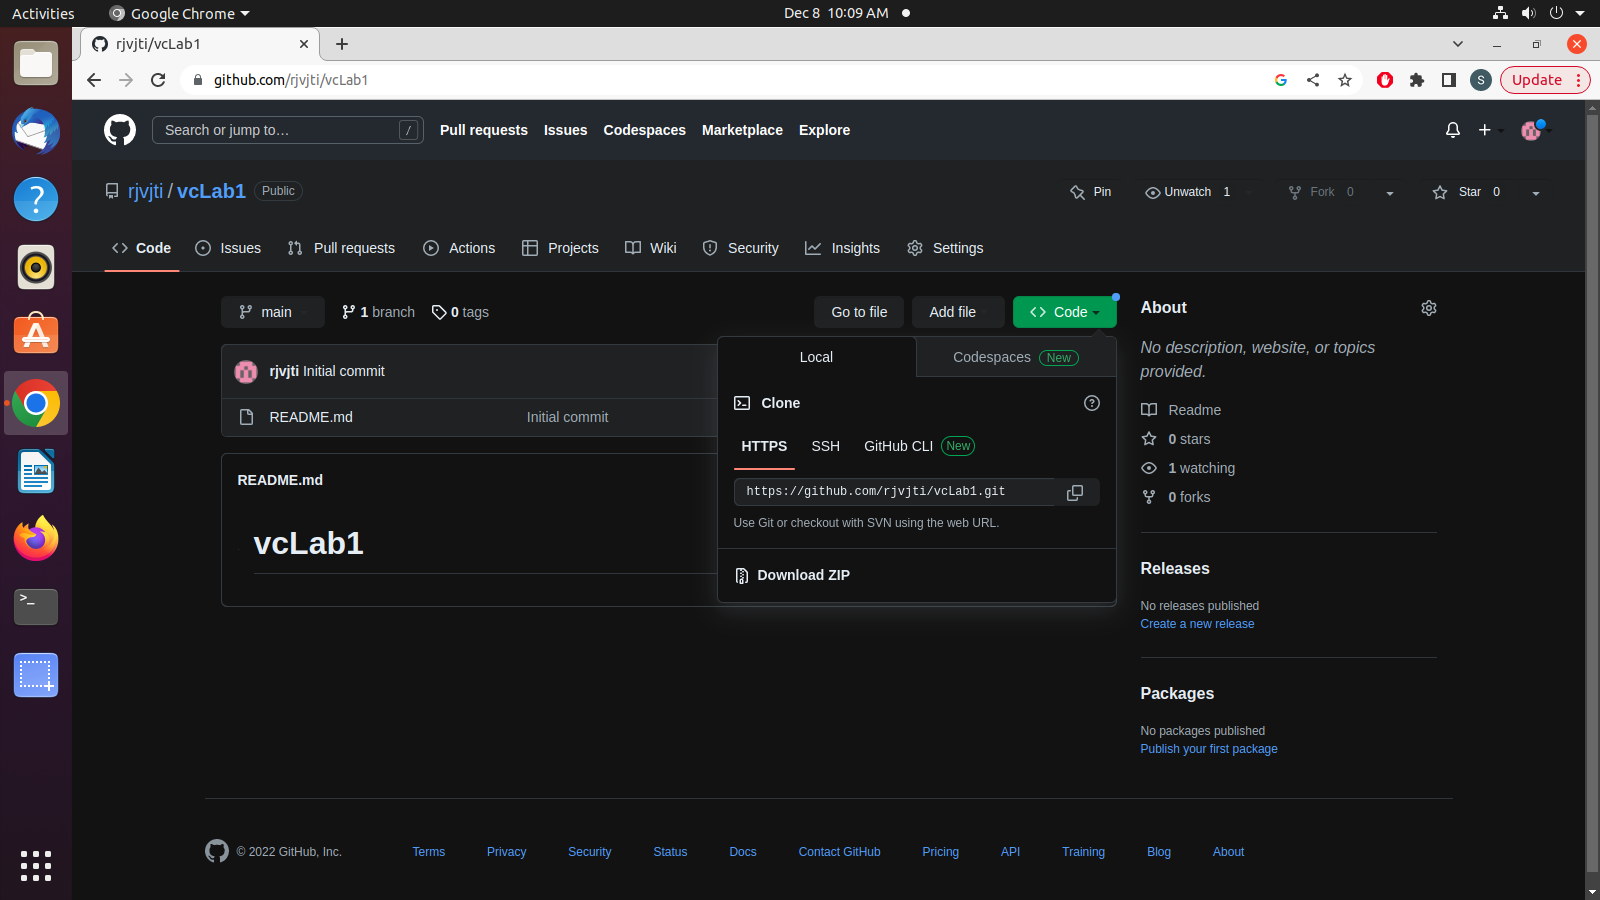 Activities Google Chrome Dec 8 10:09 AM
rjvjti/vcLab1
github.com/rjvjti/vcLab1 S Update
Search or jump to… / Pull requests Issues Codespaces Marketplace Explore
rjvjti / vcLab1 Public Pin Unwatch 1 Fork 0 Star 0
Code Issues Pull requests Actions Projects Wiki Security Insights Settings
main 1 branch 0 tags Go to file Add file Code
rjvjti Initial commit
README.md Initial commit
README.md
vcLab1
Local Codespaces New
Clone
HTTPS SSH GitHub CLI New
https://github.com/rjvjti/vcLab1.git
Use Git or checkout with SVN using the web URL.
Download ZIP
About
No description, website, or topics
provided.
Readme
0 stars
1 watching
0 forks
Releases
No releases published
Create a new release
Packages
No packages published
Publish your first package
© 2022 GitHub, Inc. Terms Privacy Security Status Docs Contact GitHub Pricing API Training Blog About